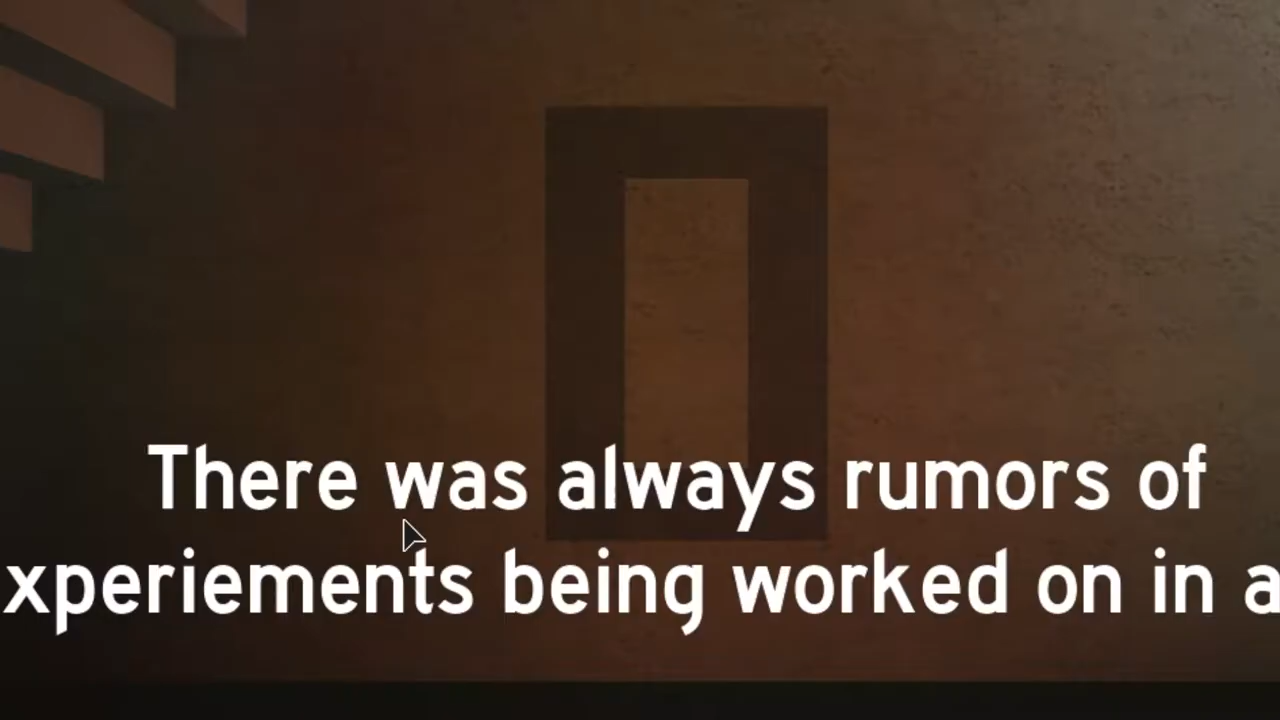 There was always rumors of
xperiements being worked on in a